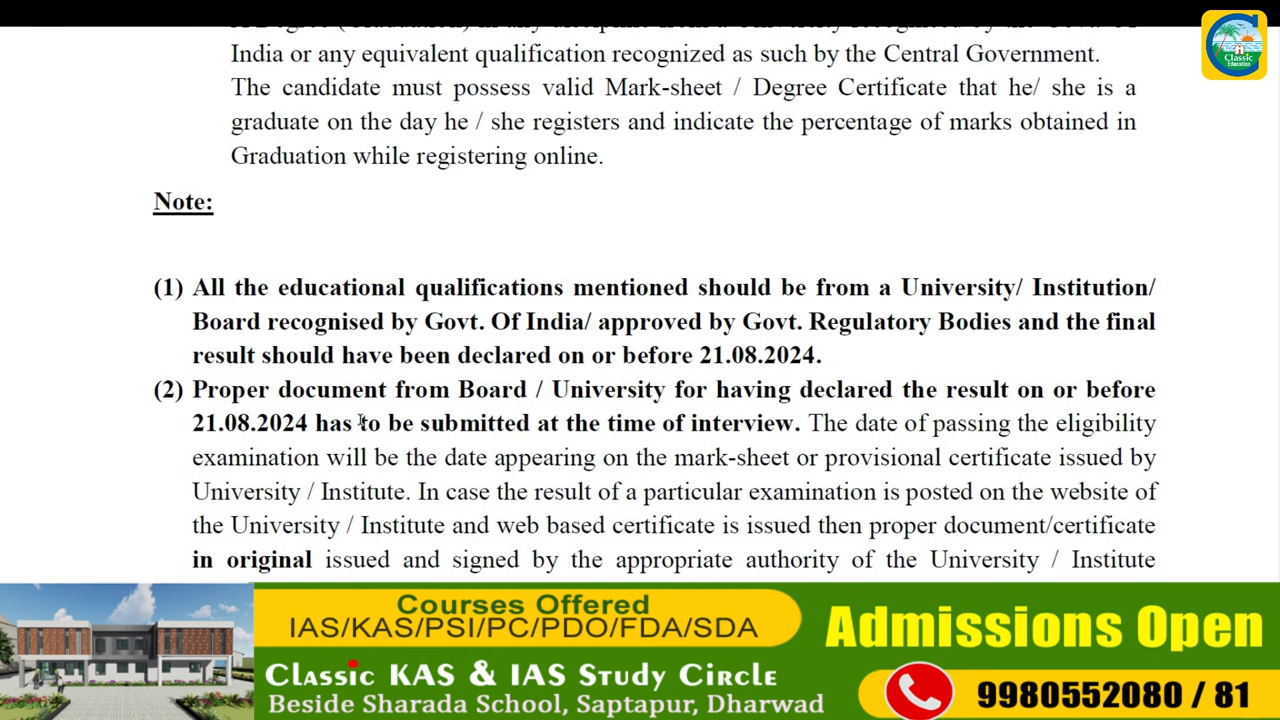 India or any equivalent qualification recognized as such by the Central Government.
The candidate must possess valid Mark-sheet / Degree Certificate that he/ she is a
graduate on the day he / she registers and indicate the percentage of marks obtained in
Graduation while registering online.
Note:
(1) All the educational qualifications mentioned should be from a University/ Institution/
Board recognised by Govt. Of India/ approved by Govt. Regulatory Bodies and the final
result should have been declared on or before 21.08.2024.
(2) Proper document from Board / University for having declared the result on or before
21.08.2024 has to be submitted at the time of interview. The date of passing the eligibility
examination will be the date appearing on the mark-sheet or provisional certificate issued by
University / Institute. In case the result of a particular examination is posted on the website of
the University / Institute and web based certificate is issued then proper document/certificate
in original issued and signed by the appropriate authority of the University / Institute
Classic
Education
Courses Offered
IAS/KAS/PSI/PC/PDO/FDA/SDA
Classic KAS & IAS Study Circle
Beside Sharada School, Saptapur, Dharwad
Admissions Open
9980552080 / 81